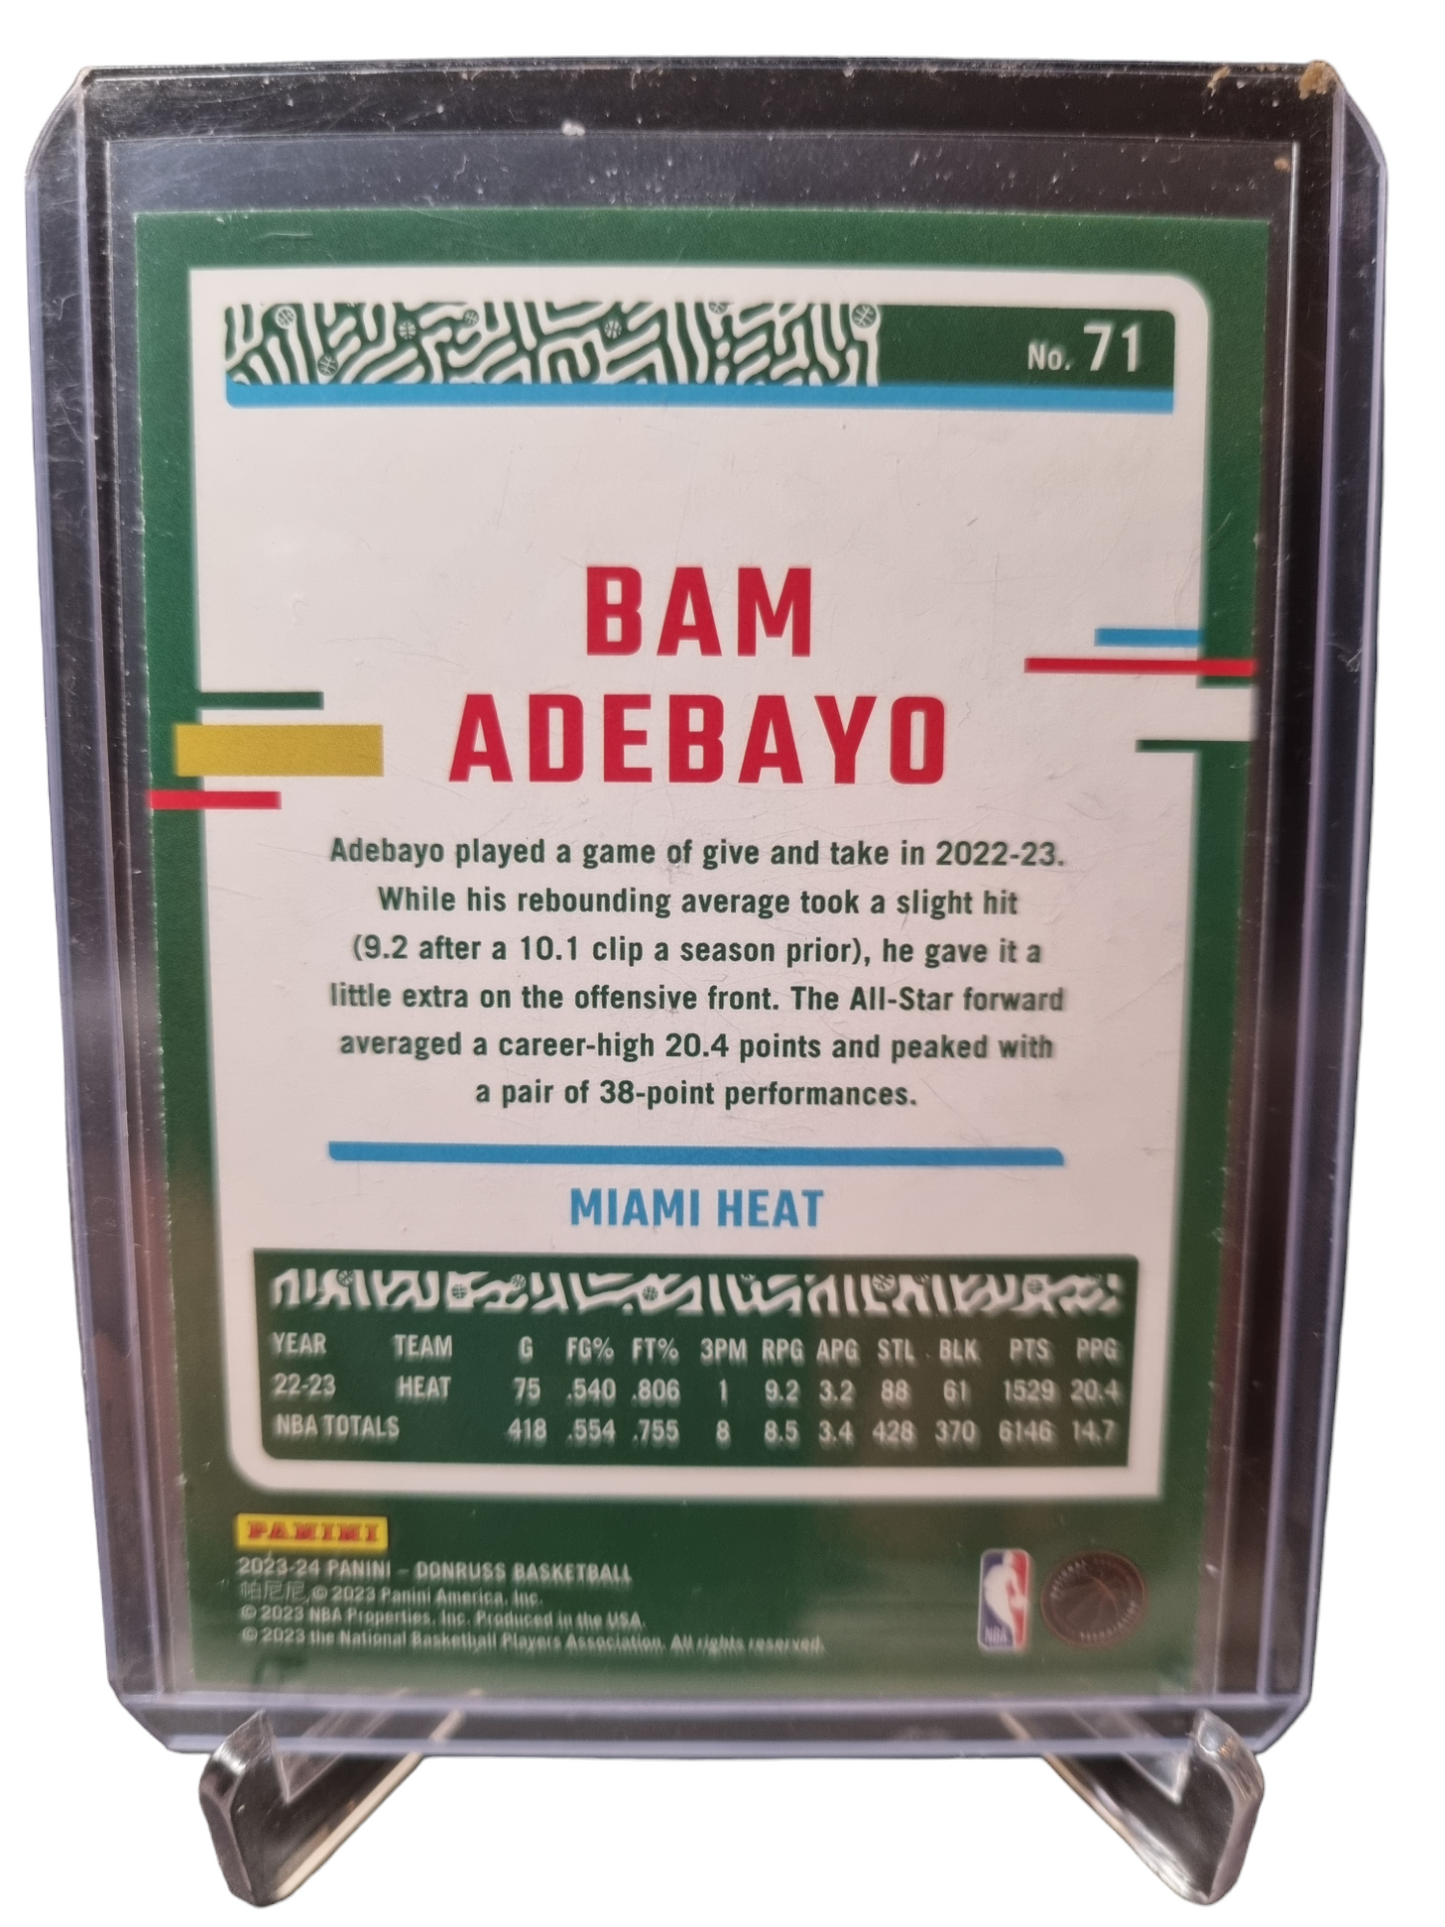 No. 71
BAM
ADEBAYO
Adebayo played a game of give and take in 2022-23.
While his rebounding average took a slight hit
(9.2 after a 10.1 clip a season prior), he gave it a
little extra on the offensive front. The All-Star forward
averaged a career-high 20.4 points and peaked with
a pair of 38-point performances.
MIAMI HEAT
YEAR TEAM G FG% FT% 3PM RPG APG STL BLK PTS PPG
22-23 HEAT 75 .540 .806 1 9.2 3.2 88 61 1529 20.4
NBA TOTALS 418 .554 .755 8 8.5 3.4 428 370 6146 14.7
PANINI
2023-24 PANINI – DONRUSS BASKETBALL
帕尼尼, © 2023 Panini America, Inc.
© 2023 NBA Properties, Inc. Produced in the USA.
© 2023 the National Basketball Players Association. All rights reserved.
NBA